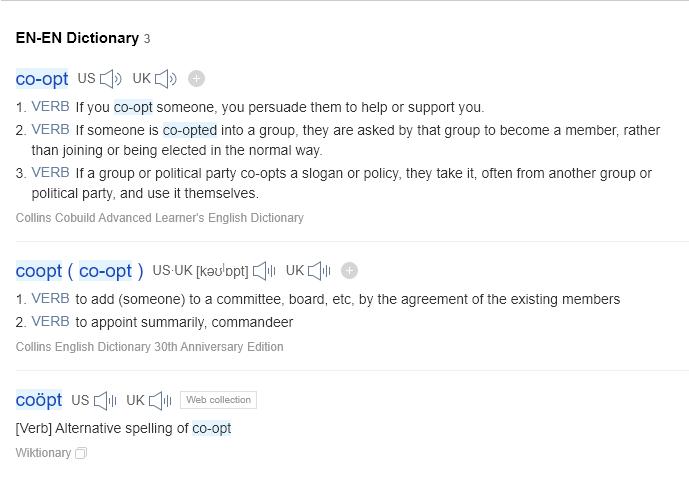 EN-EN Dictionary 3
co-opt US UK
1. VERB If you co-opt someone, you persuade them to help or support you.
2. VERB If someone is co-opted into a group, they are asked by that group to become a member, rather
than joining or being elected in the normal way.
3. VERB If a group or political party co-opts a slogan or policy, they take it, often from another group or
political party, and use it themselves.
Collins Cobuild Advanced Learner's English Dictionary
coopt ( co-opt ) US·UK [kəʊˈɒpt] UK
1. VERB to add (someone) to a committee, board, etc, by the agreement of the existing members
2. VERB to appoint summarily, commandeer
Collins English Dictionary 30th Anniversary Edition
coöpt US UK Web collection
[Verb] Alternative spelling of co-opt
Wiktionary